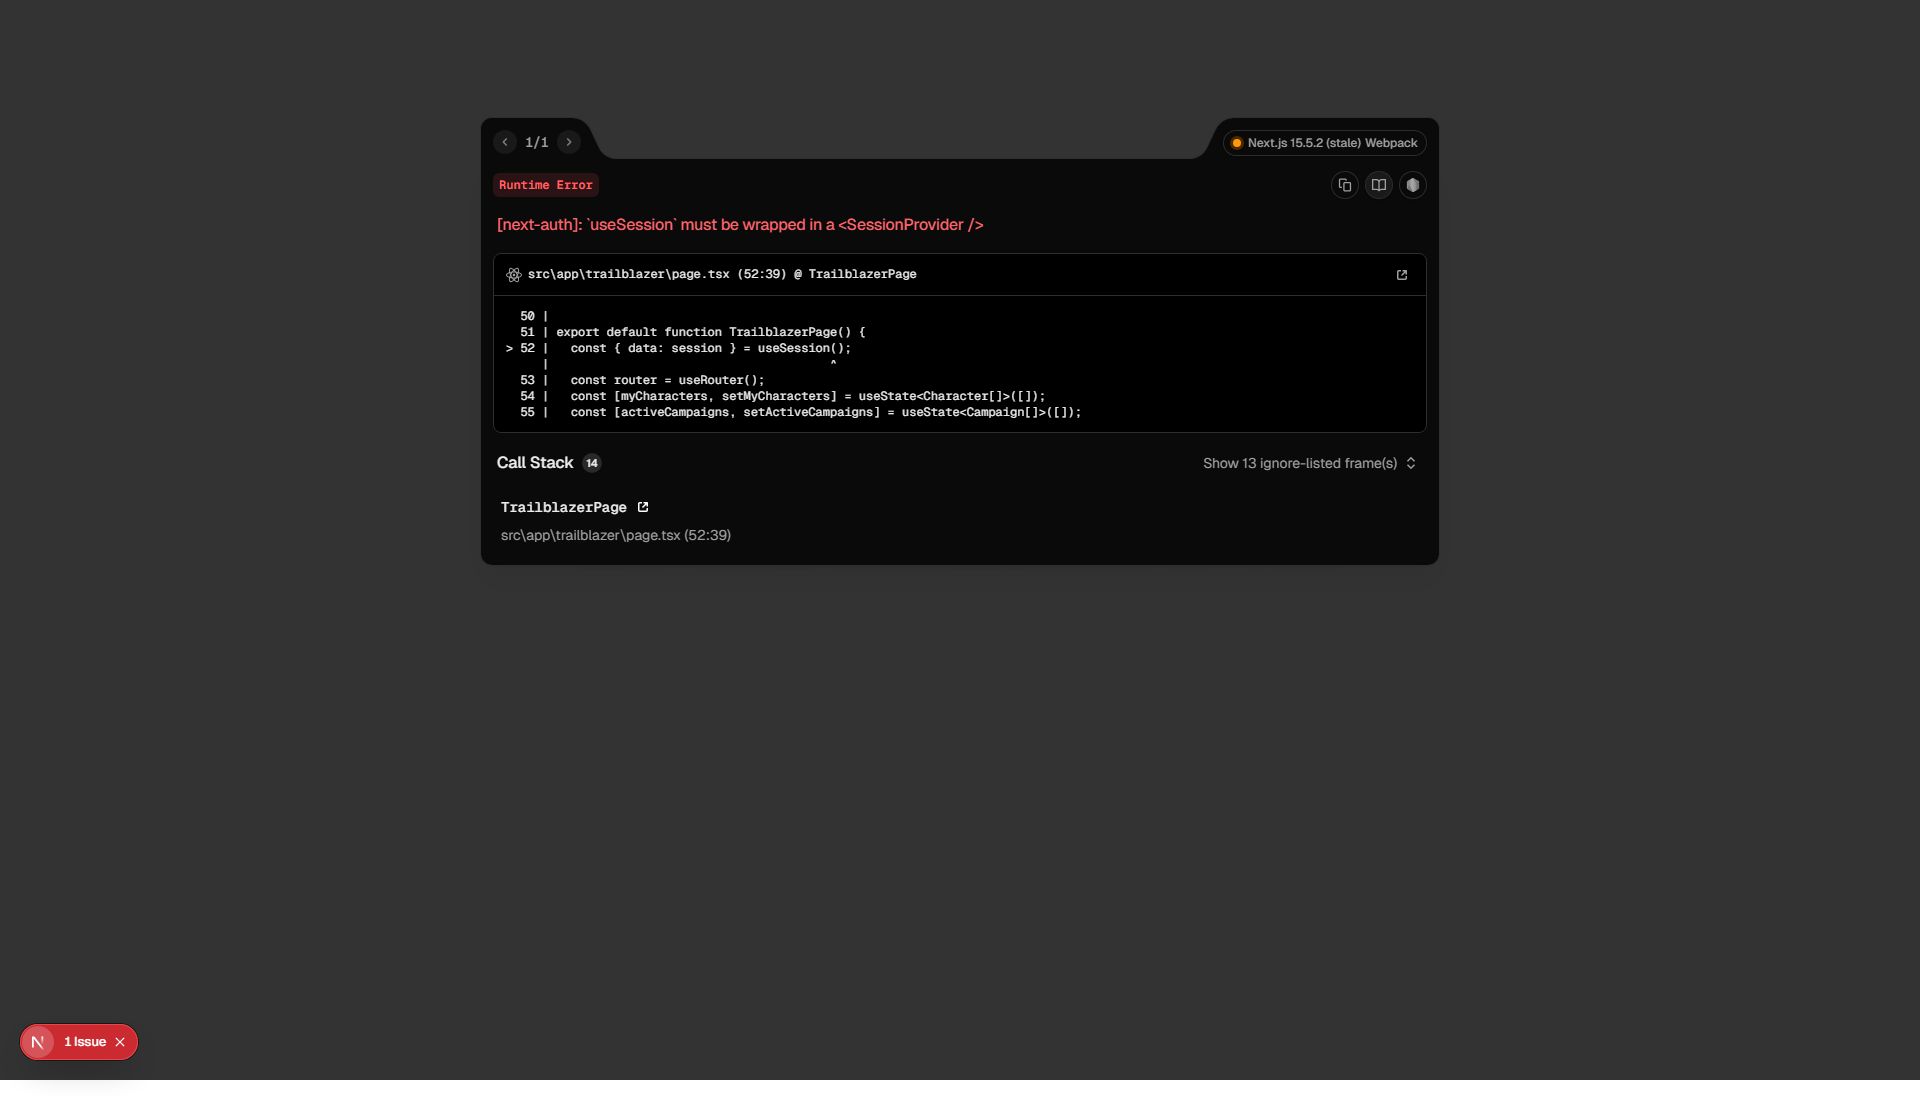 1/1
Next.js 15.5.2 (stale) Webpack
Runtime Error
[next-auth]: `useSession` must be wrapped in a <SessionProvider />
src\app\trailblazer\page.tsx (52:39) @ TrailblazerPage
  50 |
  51 | export default function TrailblazerPage() {
> 52 |   const { data: session } = useSession();
     |                                       ^
  53 |   const router = useRouter();
  54 |   const [myCharacters, setMyCharacters] = useState<Character[]>([]);
  55 |   const [activeCampaigns, setActiveCampaigns] = useState<Campaign[]>([]);
Call Stack 14
Show 13 ignore-listed frame(s)
TrailblazerPage
src\app\trailblazer\page.tsx (52:39)
N 1 Issue